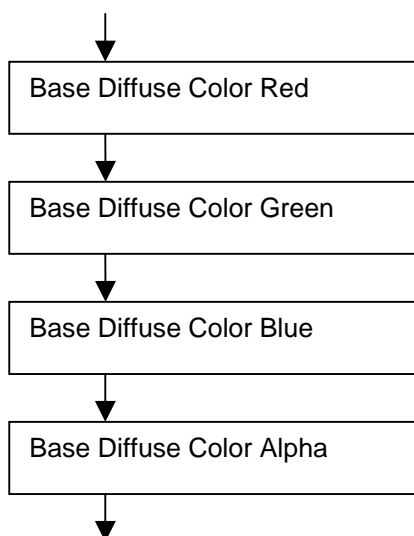 Base Diffuse Color Red
Base Diffuse Color Green
Base Diffuse Color Blue
Base Diffuse Color Alpha